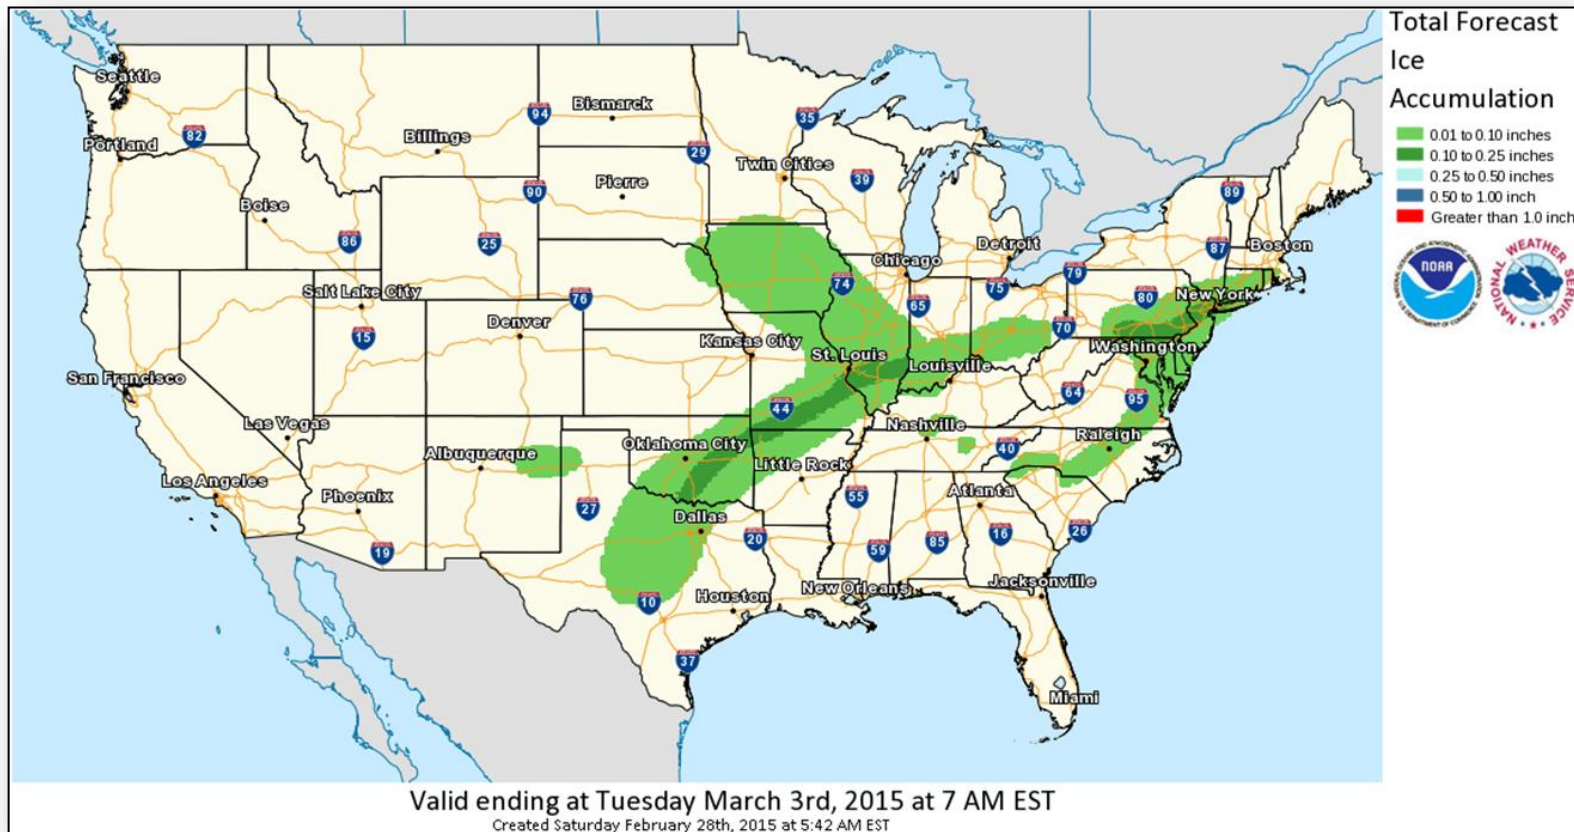 Total Forecast
Ice
Accumulation
0.01 to 0.10 inches
0.10 to 0.25 inches
0.25 to 0.50 inches
0.50 to 1.00 inch
Greater than 1.0 inch
NOAA
NATIONAL WEATHER SERVICE
Seattle
Portland
82
Billings
94
Bismarck
35
29
Twin Cities
39
Pierre
90
Boise
86
25
89
87
Boston
Detroit
Chicago
79
74
75
65
80
New York
Salt Lake City
76
15
Denver
70
Kansas City
St. Louis
Louisville
Washington
San Francisco
64
95
44
Las Vegas
Albuquerque
Oklahoma City
Nashville
Raleigh
40
Little Rock
Los Angeles
Phoenix
27
55
Atlanta
Dallas
20
19
59
85
16
26
New Orleans
Jacksonville
Houston
10
37
Miami
Valid ending at Tuesday March 3rd, 2015 at 7 AM EST
Created Saturday February 28th, 2015 at 5:42 AM EST